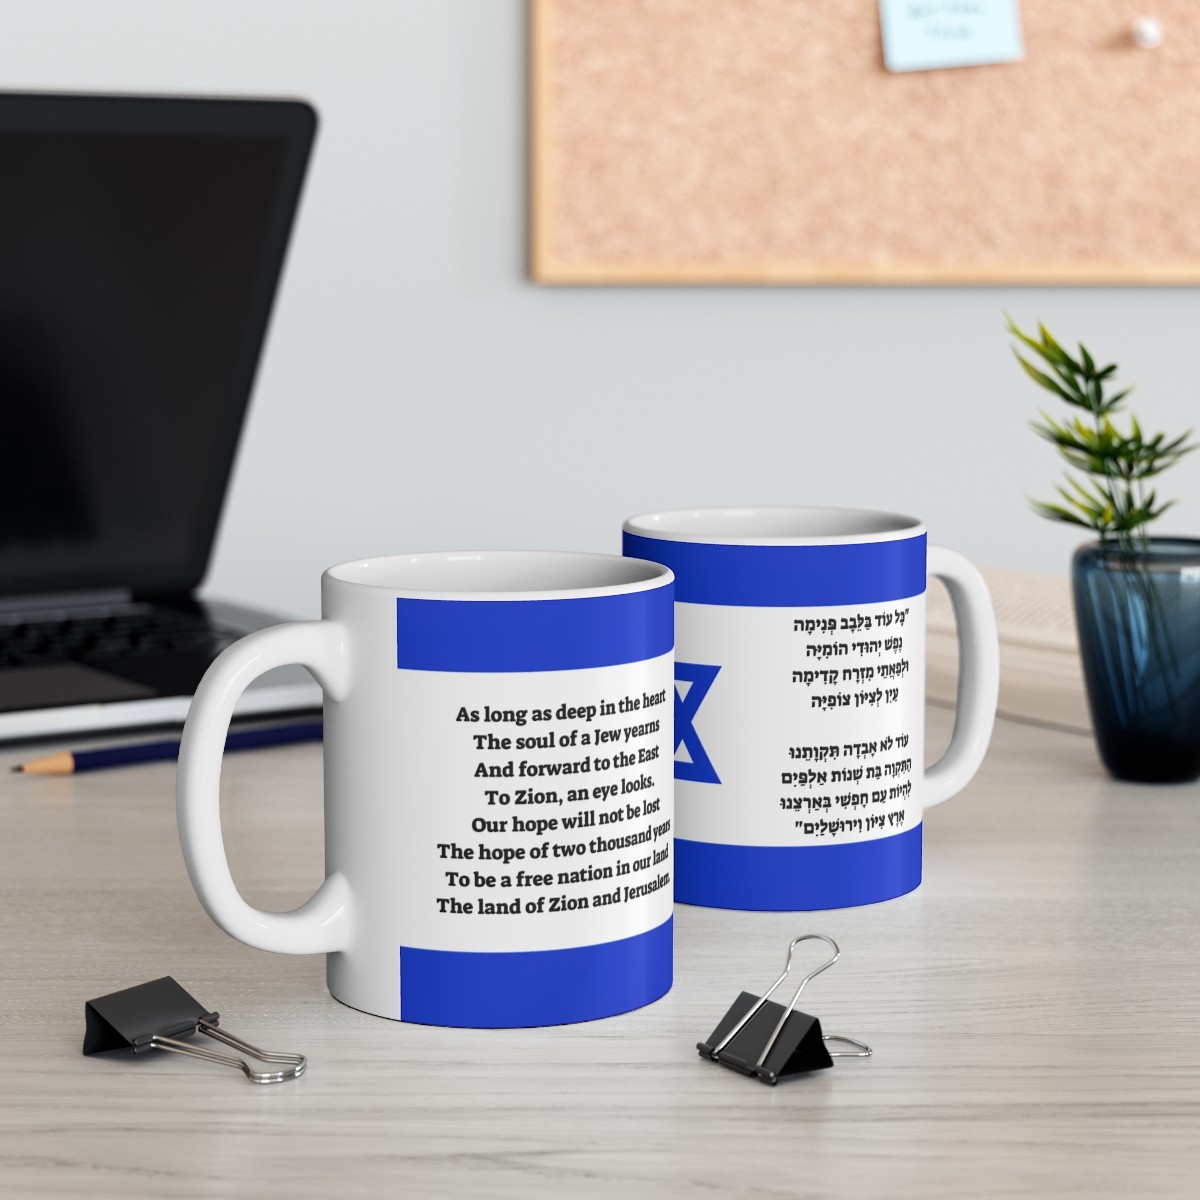 As long as deep in the heart
The soul of a Jew yearns
And forward to the East
To Zion, an eye looks.
Our hope will not be lost
The hope of two thousand years
To be a free nation in our land
The land of Zion and Jerusalem.
"כָּל עוֹד בַּלֵּבָב פְּנִימָה
נֶפֶשׁ יְהוּדִי הוֹמִיָּה
וּלְפַאֲתֵי מִזְרָח קָדִימָה
עַיִן לְצִיּוֹן צוֹפִיָּה
עוֹד לֹא אָבְדָה תִּקְוָתֵנוּ
הַתִּקְוָה בַּת שְׁנוֹת אַלְפַּיִם
לִהְיוֹת עַם חָפְשִׁי בְּאַרְצֵנוּ
אֶרֶץ צִיּוֹן וִירוּשָׁלַיִם"